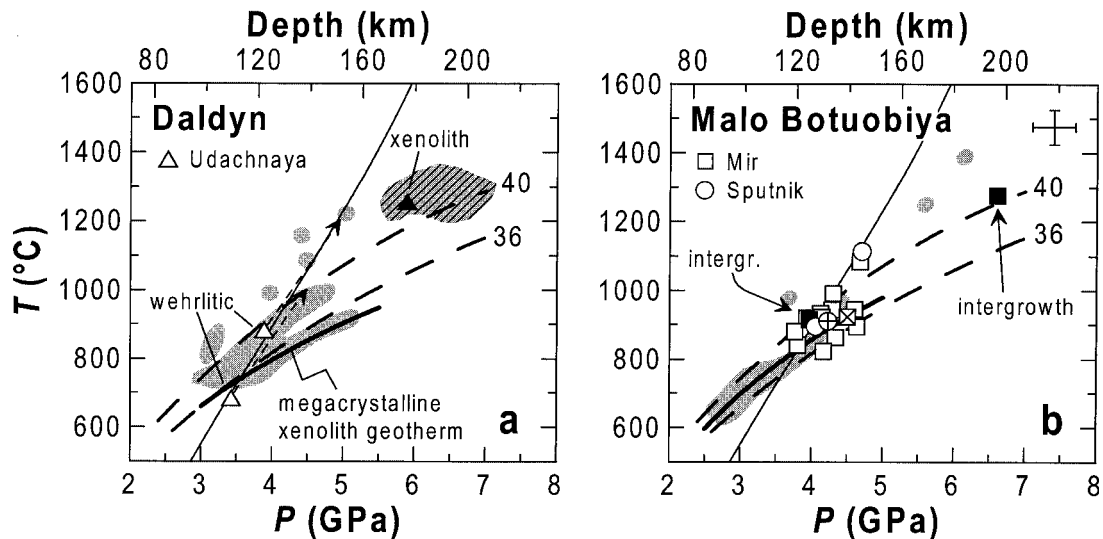 Depth (km)
80 120 160 200
1600
1400
1200
1000
800
600
T (°C)
Daldyn
Udachnaya
xenolith
40
36
wehrlitic
megacrystalline
xenolith geotherm
a
2 3 4 5 6 7 8
P (GPa)
Depth (km)
80 120 160 200
1600
1400
1200
1000
800
600
Malo Botuobiya
Mir
Sputnik
40
36
intergr.
intergrowth
b
2 3 4 5 6 7 8
P (GPa)